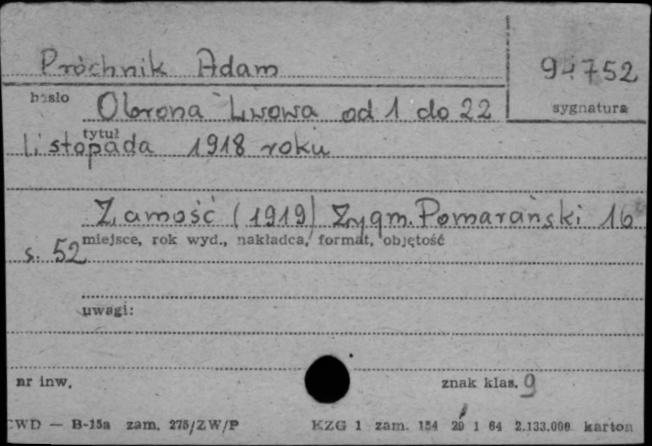 Próchnik Adam
94752
hasło
Obrona Lwowa od 1 do 22
sygnatura
tytuł
listopada 1918 roku
Zamość (1919) Zygm. Pomarański 16°
miejsce, rok wyd., nakładca, format, objętość
s. 52
uwagi:
nr inw.
znak klas. 9
CWD — B-15a zam. 275/ZW/P KZG 1 zam. 154 29 1 64 2.133.000 karton